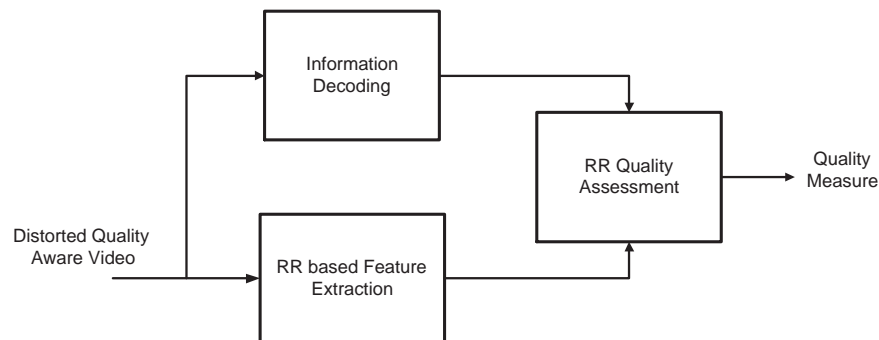 Information
Decoding
RR Quality
Assessment
Quality
Measure
Distorted Quality
Aware Video
RR based Feature
Extraction